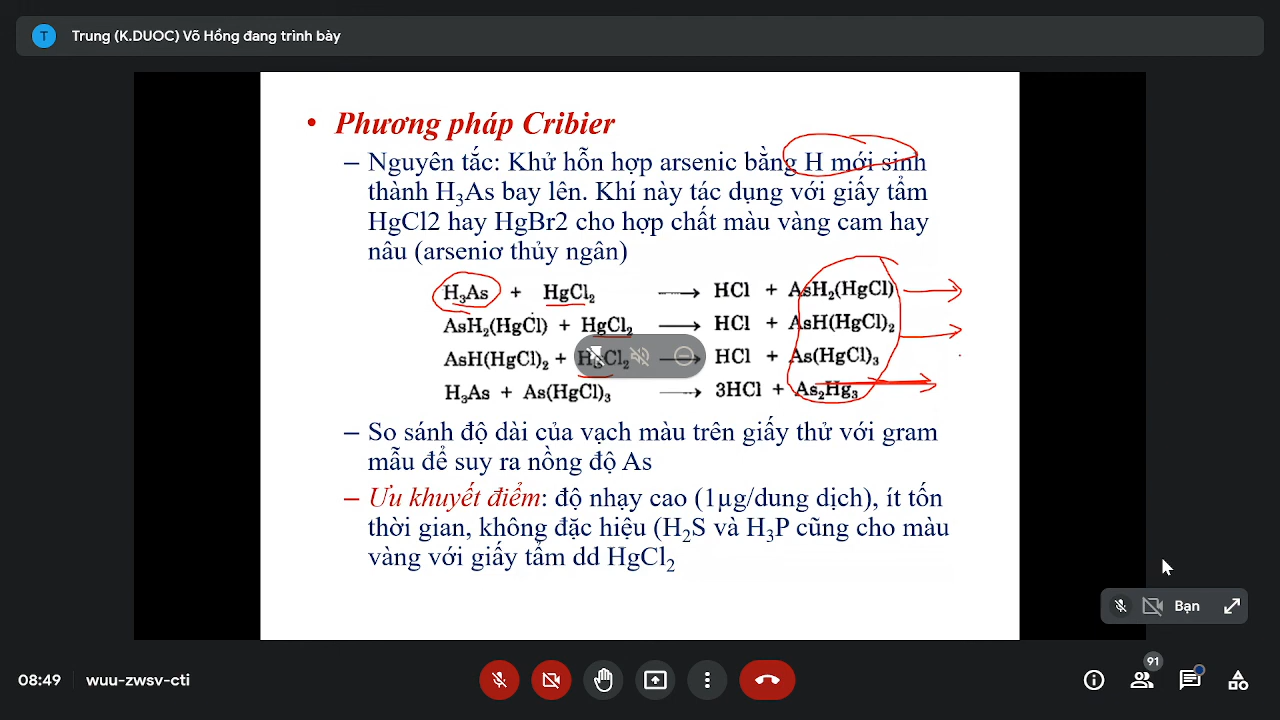 T Trung (K.DUOC) Võ Hồng đang trình bày
• Phương pháp Cribier
– Nguyên tắc: Khử hỗn hợp arsenic bằng H mới sinh
thành H₃As bay lên. Khí này tác dụng với giấy tẩm
HgCl2 hay HgBr2 cho hợp chất màu vàng cam hay
nâu (arseniơ thủy ngân)
H₃As + HgCl₂ → HCl + AsH₂(HgCl)
AsH₂(HgCl) + HgCl₂ → HCl + AsH(HgCl)₂
AsH(HgCl)₂ + HgCl₂ → HCl + As(HgCl)₃
H₃As + As(HgCl)₃ → 3HCl + As₂Hg₃
– So sánh độ dài của vạch màu trên giấy thử với gram
mẫu để suy ra nồng độ As
– Ưu khuyết điểm: độ nhạy cao (1µg/dung dịch), ít tốn
thời gian, không đặc hiệu (H₂S và H₃P cũng cho màu
vàng với giấy tẩm dd HgCl₂
Bạn
08:49 wuu-zwsv-cti
91